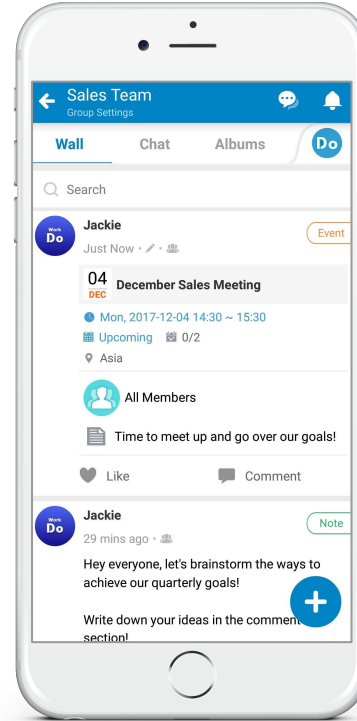 Sales Team
Group Settings
Wall Chat Albums Do
Search
Work Do
Jackie
Event
Just Now
04 DEC December Sales Meeting
Mon, 2017-12-04 14:30 ~ 15:30
Upcoming 0/2
Asia
All Members
Time to meet up and go over our goals!
Like Comment
Work Do
Jackie
Note
29 mins ago
Hey everyone, let's brainstorm the ways to
achieve our quarterly goals!
Write down your ideas in the comment
section!